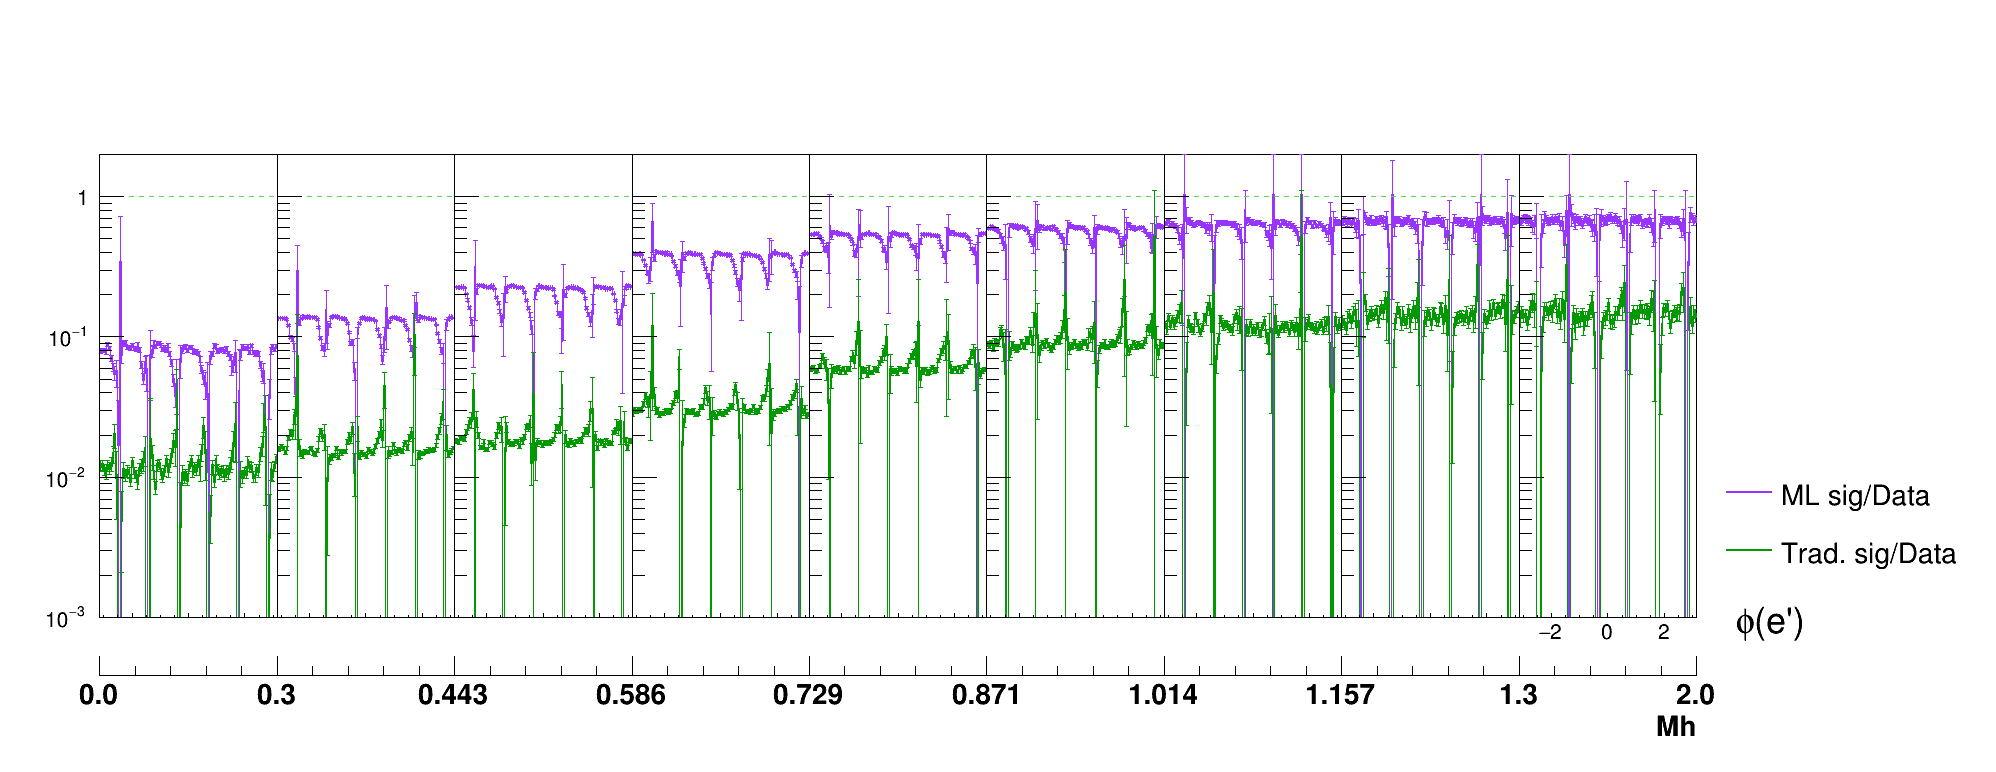 1
10⁻¹
10⁻²
10⁻³
ML sig/Data
Trad. sig/Data
−2 0 2
ϕ(e')
0.0 0.3 0.443 0.586 0.729 0.871 1.014 1.157 1.3 2.0
Mh